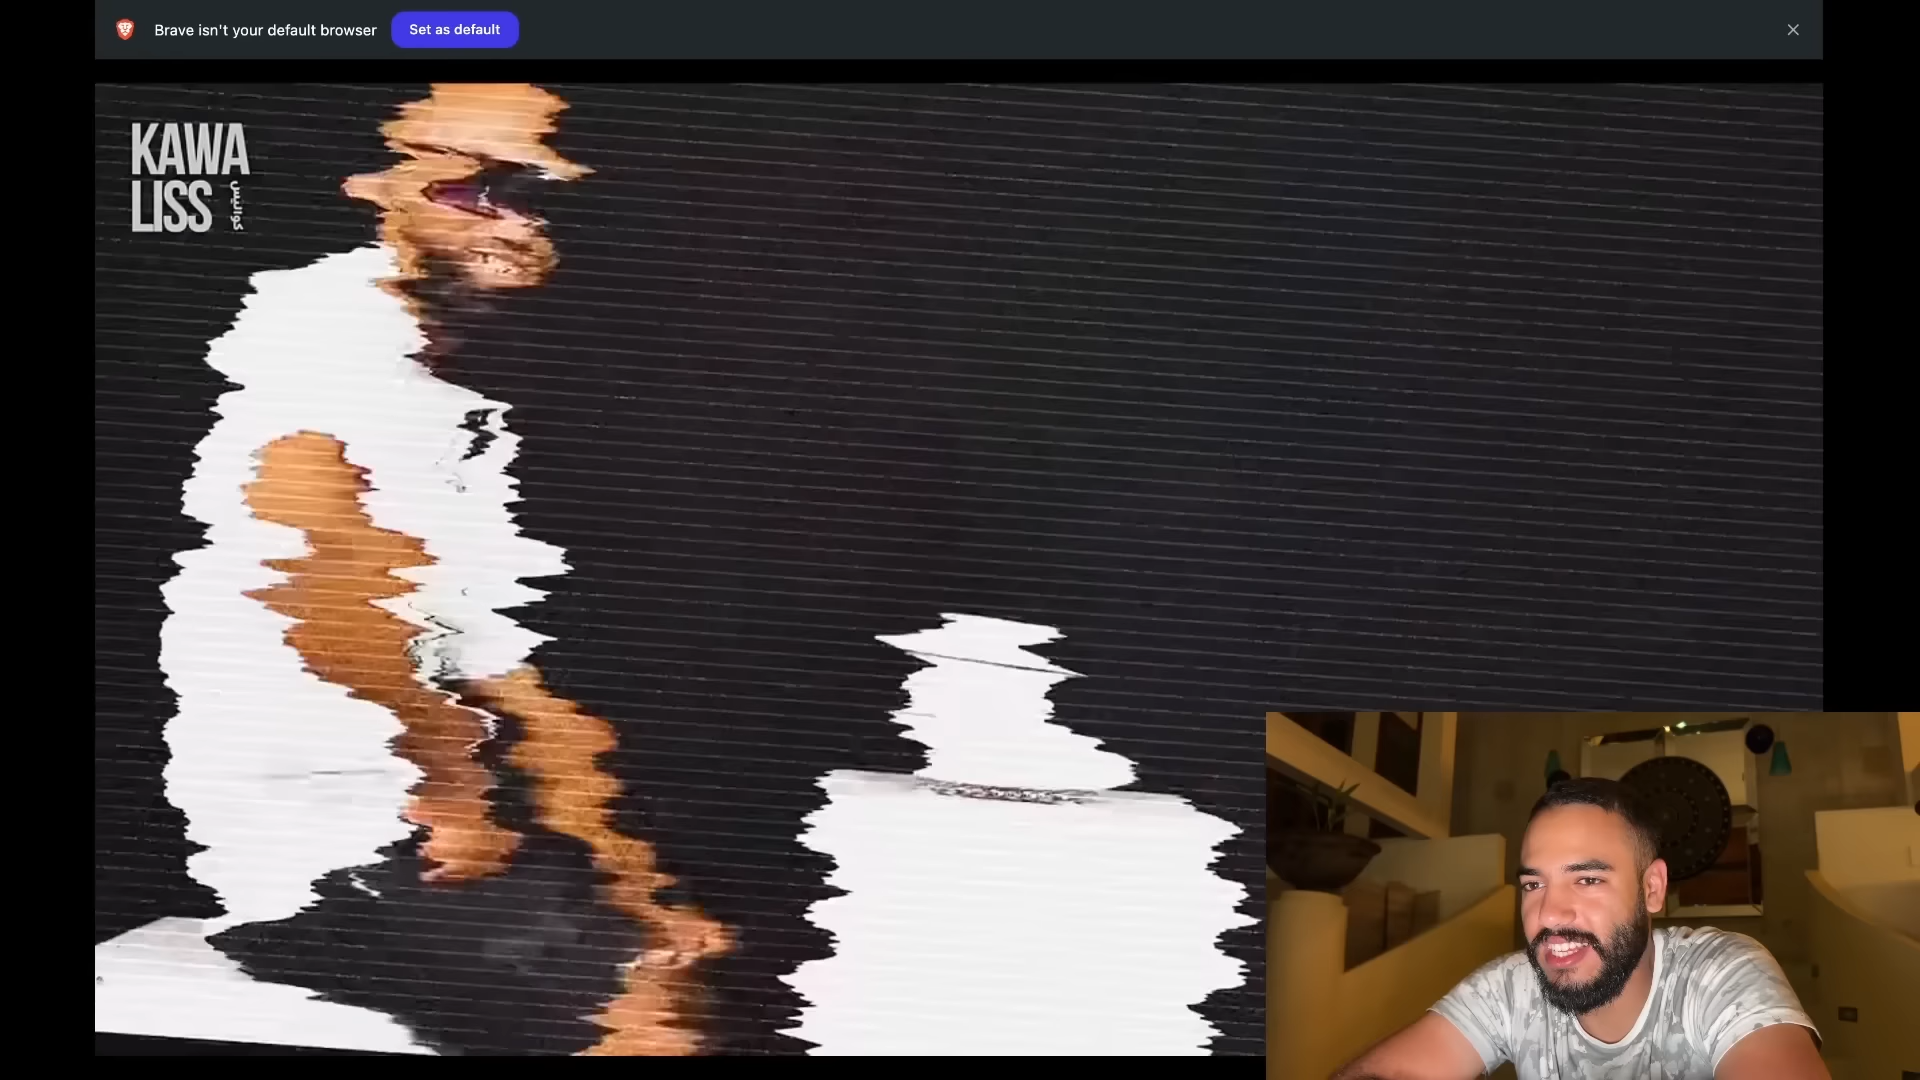 Brave isn't your default browser
Set as default
KAWA
LISS
كواليس